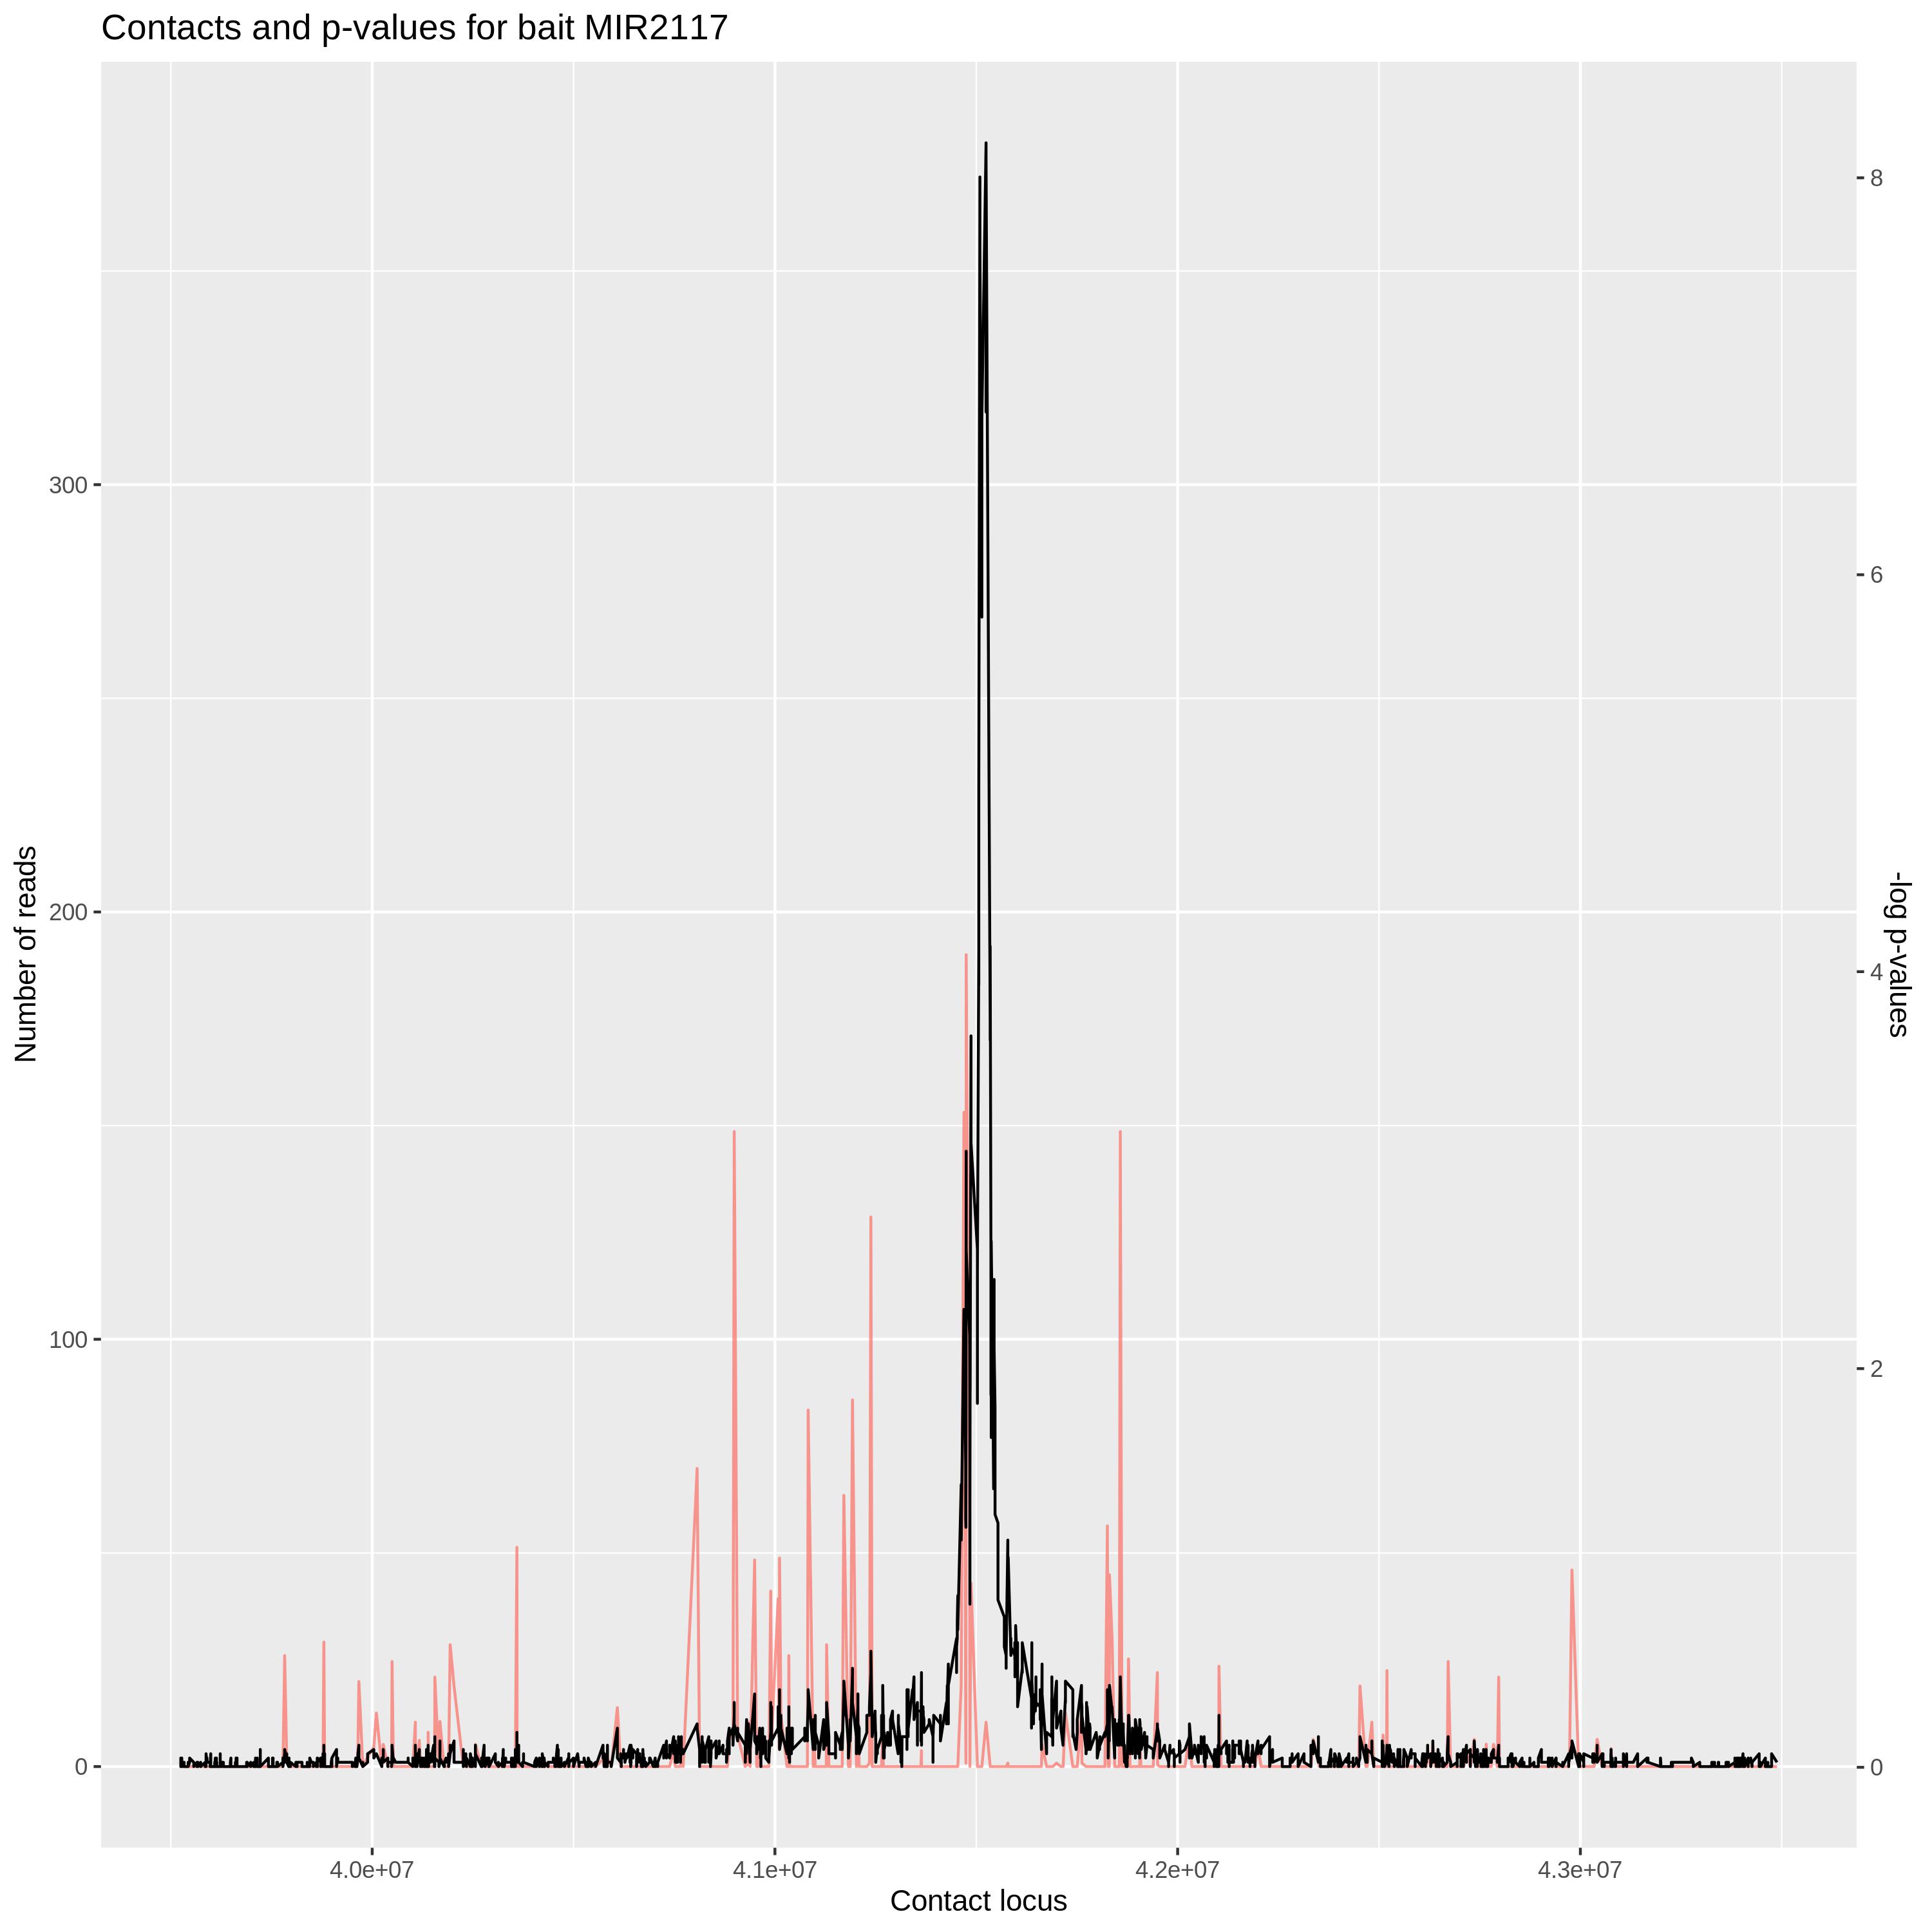 Contacts and p-values for bait MIR2117
Number of reads
300
200
100
0
8
6
4
2
0
-log p-values
4.0e+07 4.1e+07 4.2e+07 4.3e+07
Contact locus